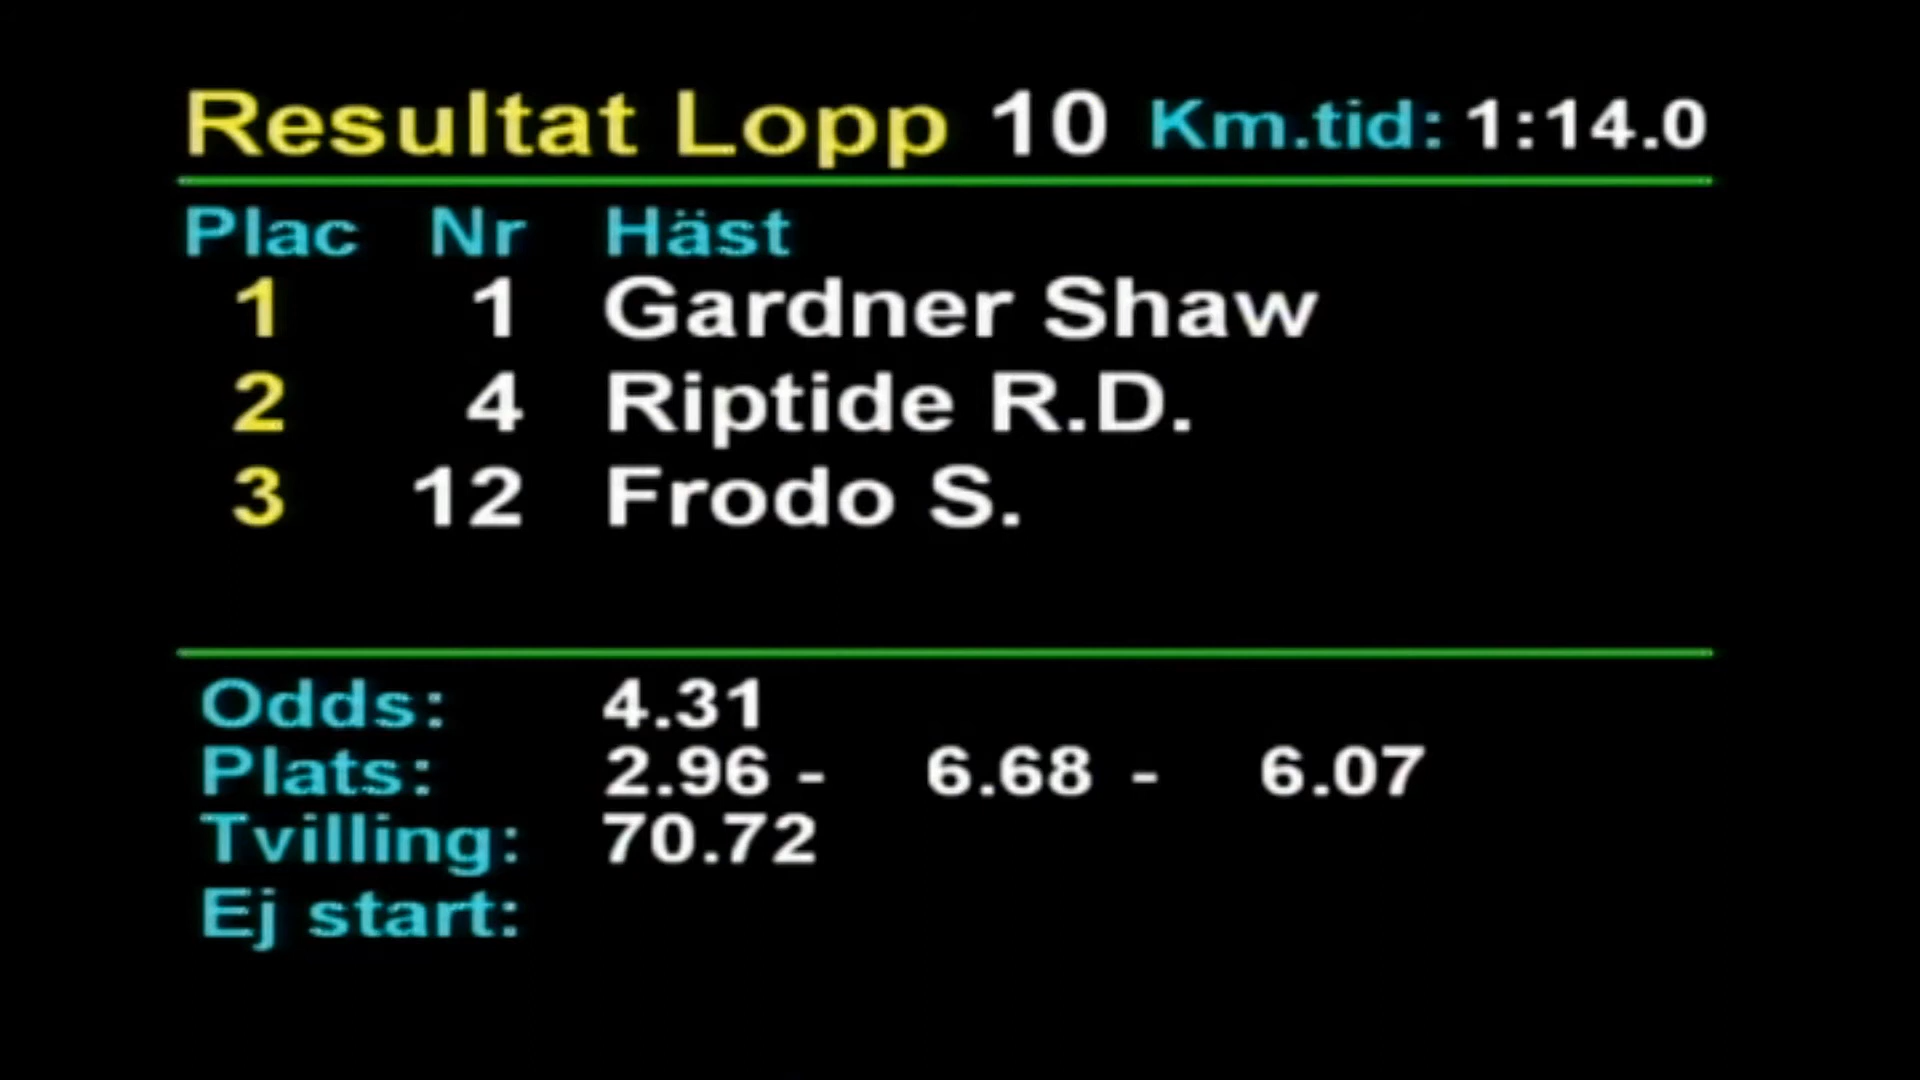 Resultat Lopp 10 Km.tid: 1:14.0
Plac Nr Häst
1 1 Gardner Shaw
2 4 Riptide R.D.
3 12 Frodo S.
Odds: 4.31
Plats: 2.96 - 6.68 - 6.07
Tvilling: 70.72
Ej start: